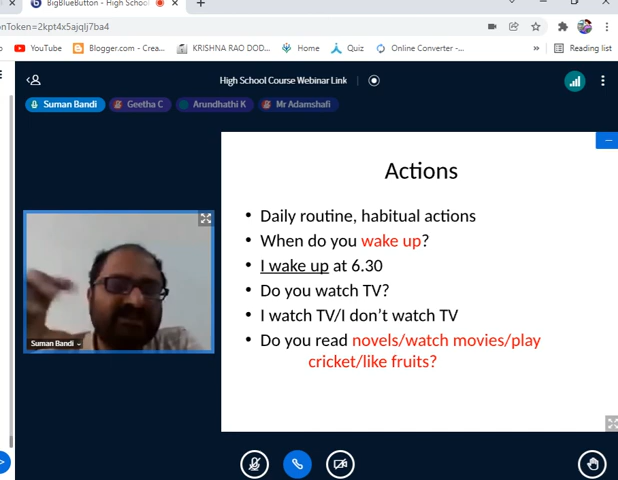 BigBlueButton - High School
onToken=2kpt4x5ajqlj7ba4
YouTube
Blogger.com - Crea...
KRISHNA RAO DOD...
Home
Quiz
Online Converter -...
»
Reading list
High School Course Webinar Link
Suman Bandi
Geetha C
Arundhathi K
Mr Adamshafi
Actions
• Daily routine, habitual actions
• When do you wake up?
• I wake up at 6.30
• Do you watch TV?
• I watch TV/I don't watch TV
• Do you read novels/watch movies/play
cricket/like fruits?
Suman Bandi